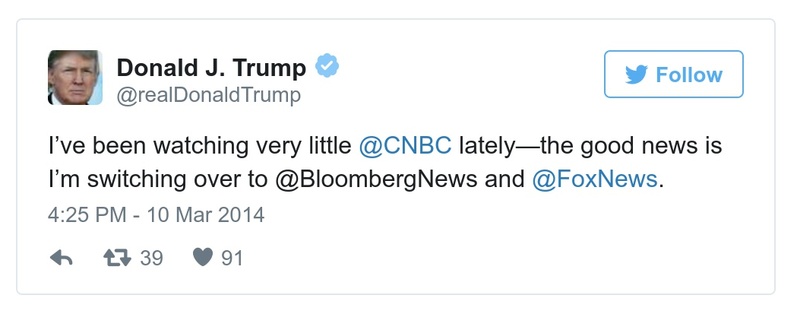 Donald J. Trump
@realDonaldTrump
Follow
I’ve been watching very little @CNBC lately—the good news is
I’m switching over to @BloombergNews and @FoxNews.
4:25 PM - 10 Mar 2014
39 91